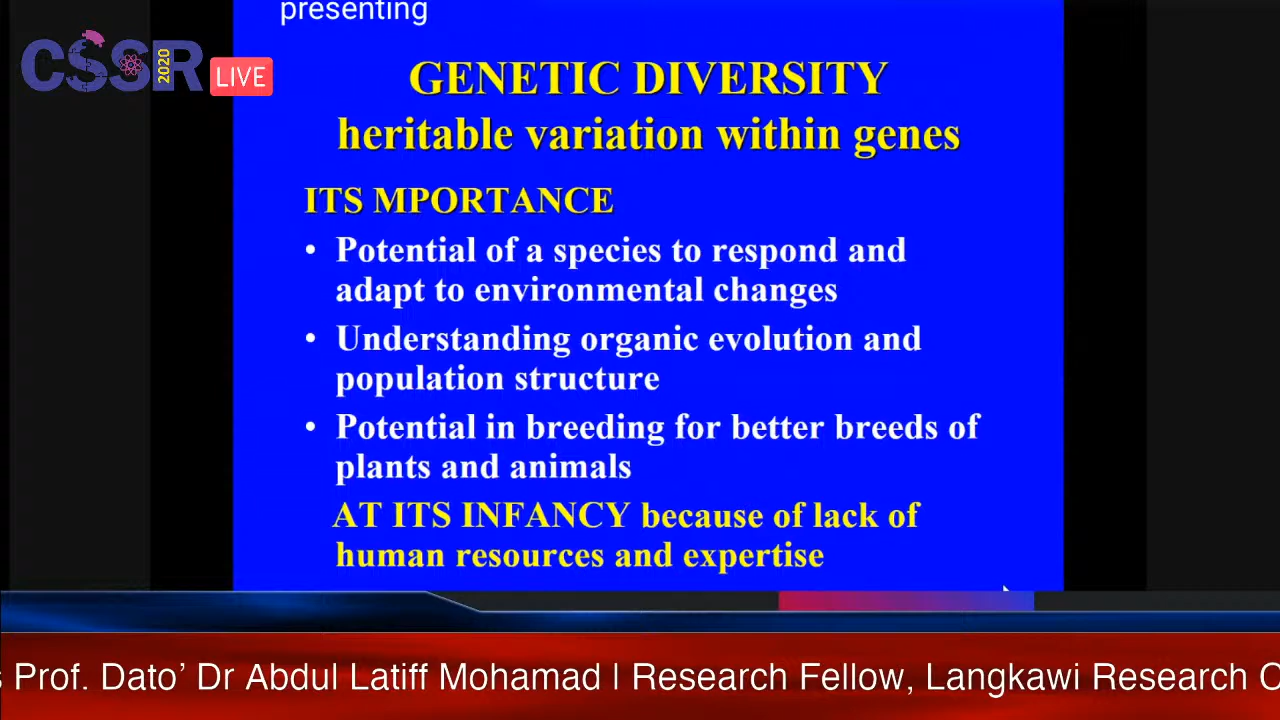 presenting
CSSR 2020
LIVE
GENETIC DIVERSITY
heritable variation within genes
ITS MPORTANCE
• Potential of a species to respond and
adapt to environmental changes
• Understanding organic evolution and
population structure
• Potential in breeding for better breeds of
plants and animals
AT ITS INFANCY because of lack of
human resources and expertise
Prof. Dato’ Dr Abdul Latiff Mohamad | Research Fellow, Langkawi Research